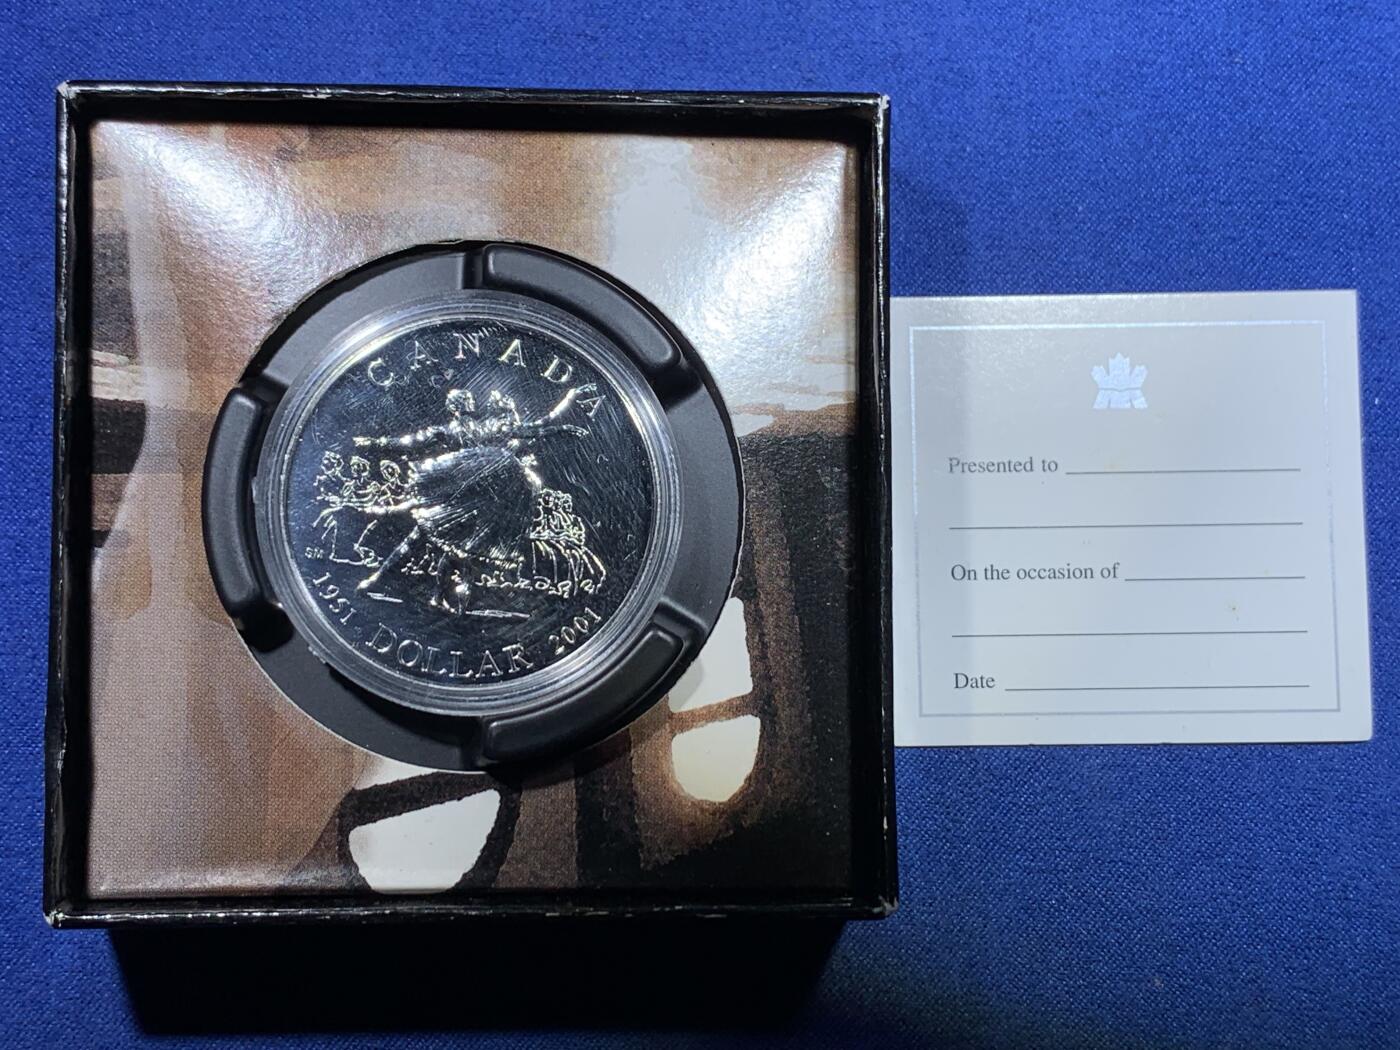 CANADA
1951 DOLLAR 2001
Presented to
On the occasion of
Date